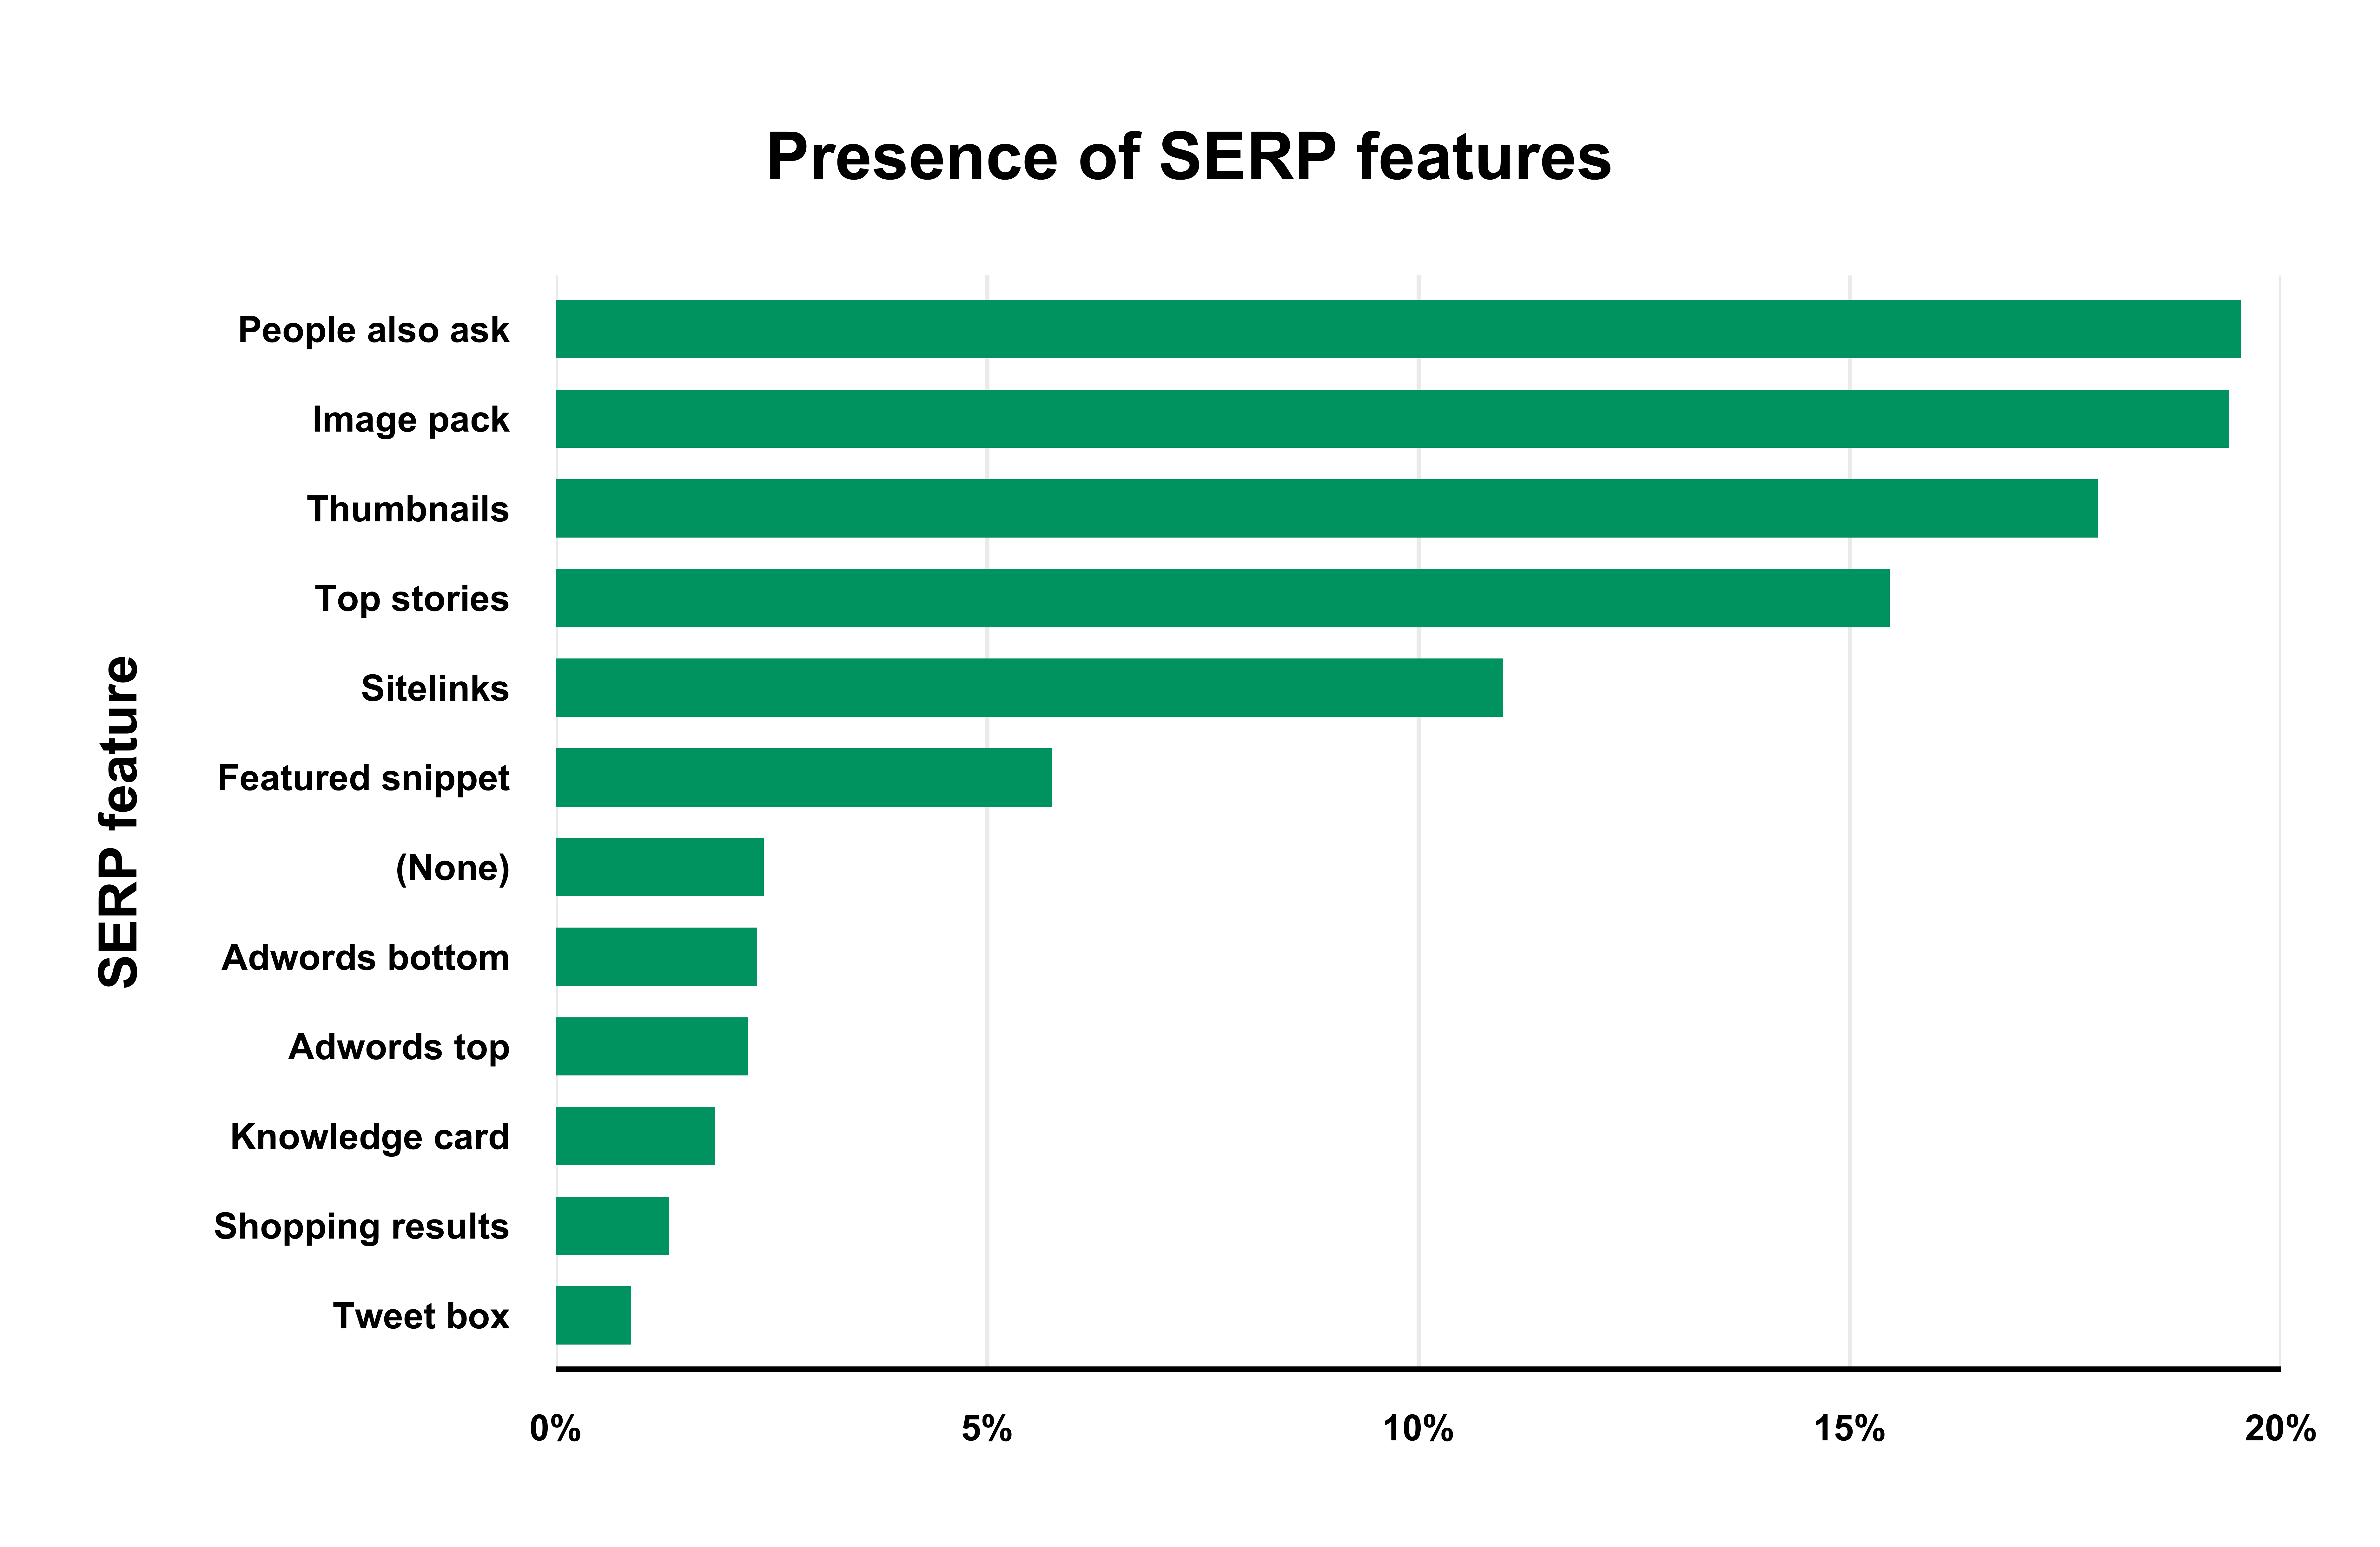 Presence of SERP features
SERP feature
People also ask
Image pack
Thumbnails
Top stories
Sitelinks
Featured snippet
(None)
Adwords bottom
Adwords top
Knowledge card
Shopping results
Tweet box
0% 5% 10% 15% 20%